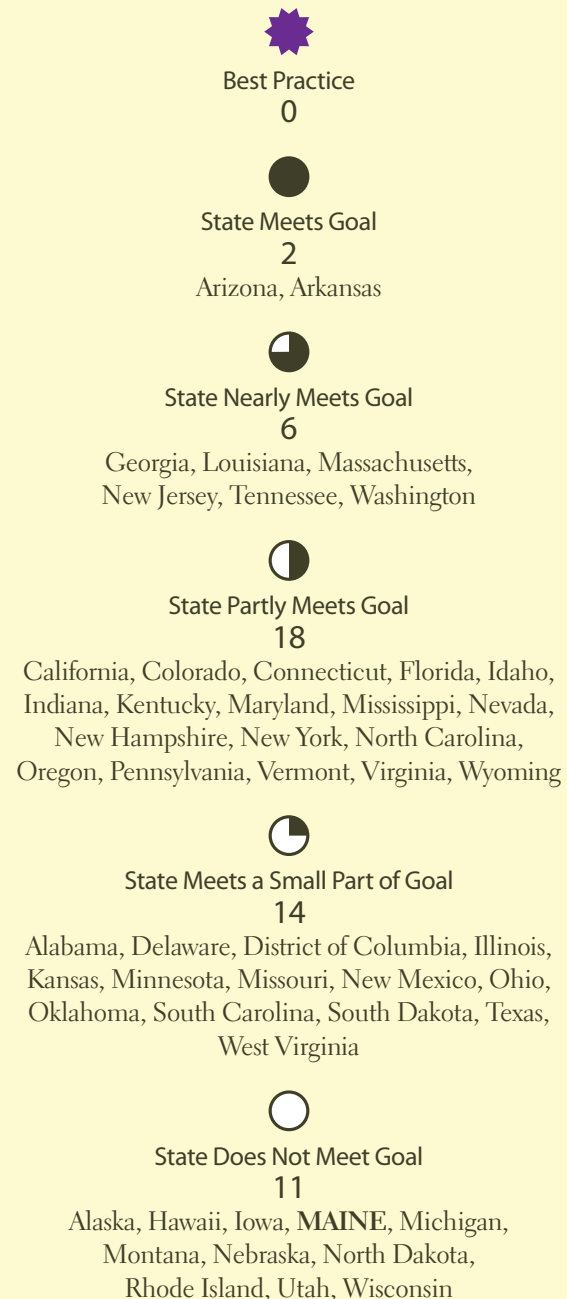 Best Practice
0
State Meets Goal
2
Arizona, Arkansas
State Nearly Meets Goal
6
Georgia, Louisiana, Massachusetts,
New Jersey, Tennessee, Washington
State Partly Meets Goal
18
California, Colorado, Connecticut, Florida, Idaho,
Indiana, Kentucky, Maryland, Mississippi, Nevada,
New Hampshire, New York, North Carolina,
Oregon, Pennsylvania, Vermont, Virginia, Wyoming
State Meets a Small Part of Goal
14
Alabama, Delaware, District of Columbia, Illinois,
Kansas, Minnesota, Missouri, New Mexico, Ohio,
Oklahoma, South Carolina, South Dakota, Texas,
West Virginia
State Does Not Meet Goal
11
Alaska, Hawaii, Iowa, MAINE, Michigan,
Montana, Nebraska, North Dakota,
Rhode Island, Utah, Wisconsin